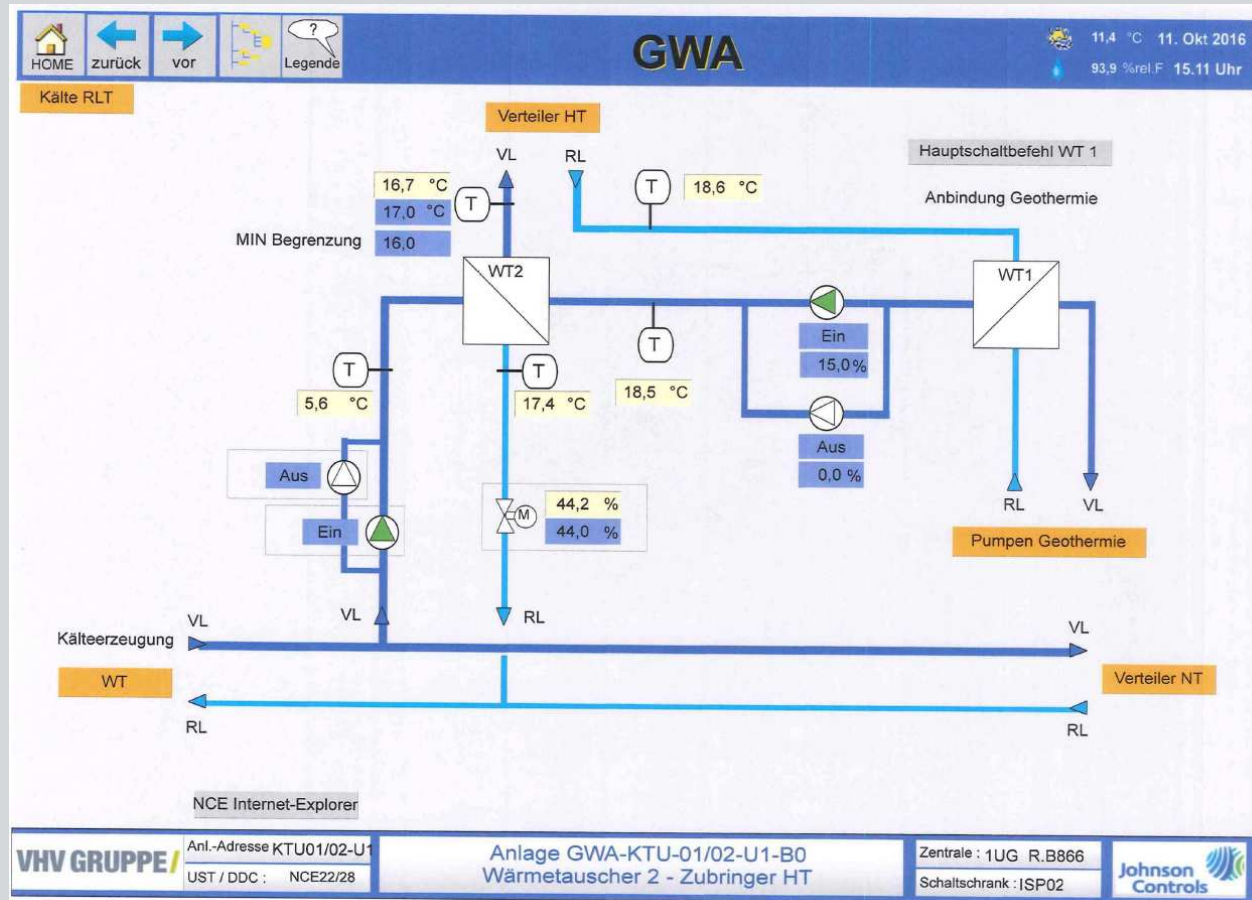 HOME
zurück
vor
E
?
Legende
GWA
11,4 °C 11. Okt 2016
93,9 %rel.F 15.11 Uhr
Kälte RLT
Verteiler HT
VL
RL
Hauptschaltbefehl WT 1
16,7 °C
T
17,0 °C
T
18,6 °C
Anbindung Geothermie
MIN Begrenzung
16,0
WT2
WT1
T
5,6 °C
T
17,4 °C
T
18,5 °C
Ein
15,0%
Aus
0,0 %
Aus
Ein
44,2 %
M
44,0 %
RL
VL
Pumpen Geothermie
VL
RL
VL
Kälteerzeugung
VL
WT
Verteiler NT
RL
RL
NCE Internet-Explorer
VHV GRUPPE/
Anl.-Adresse KTU01/02-U1
UST / DDC : NCE22/28
Anlage GWA-KTU-01/02-U1-B0
Wärmetauscher 2 - Zubringer HT
Zentrale : 1UG R.B866
Schaltschrank : ISP02
Johnson
Controls